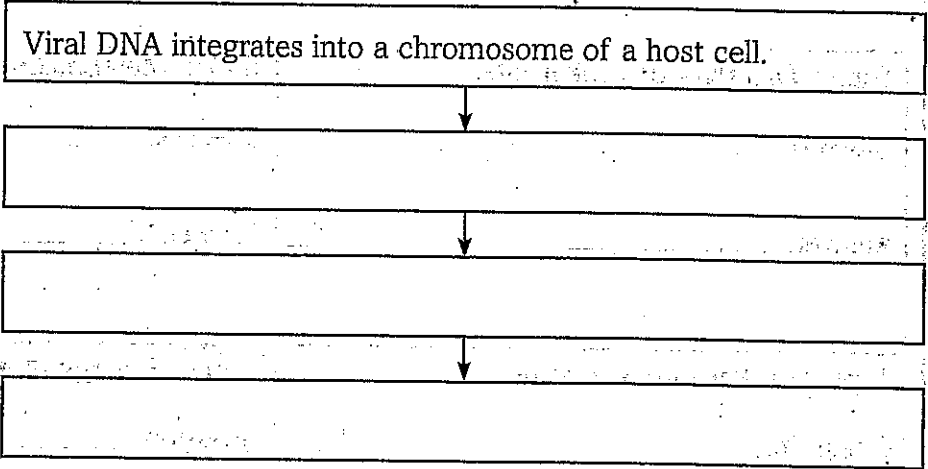 Viral DNA integrates into a chromosome of a host cell.